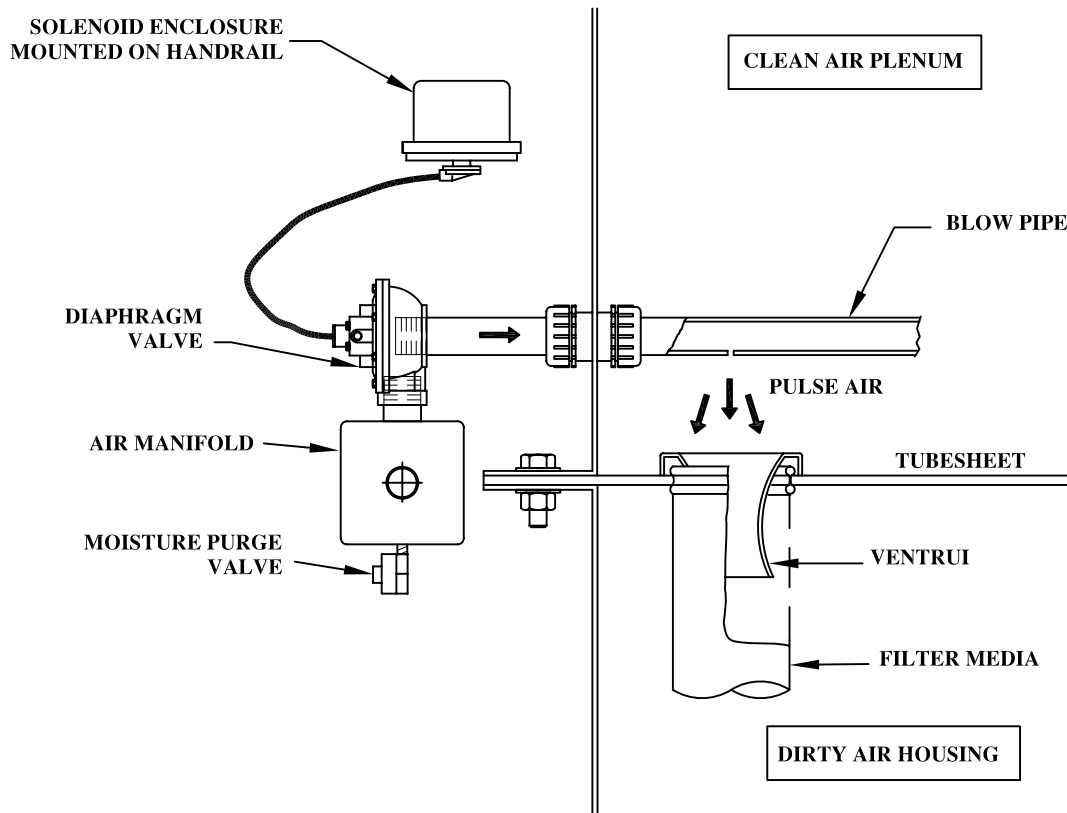 SOLENOID ENCLOSURE
MOUNTED ON HANDRAIL
CLEAN AIR PLENUM
BLOW PIPE
DIAPHRAGM
VALVE
PULSE AIR
AIR MANIFOLD
TUBESHEET
MOISTURE PURGE
VALVE
VENTRUI
FILTER MEDIA
DIRTY AIR HOUSING